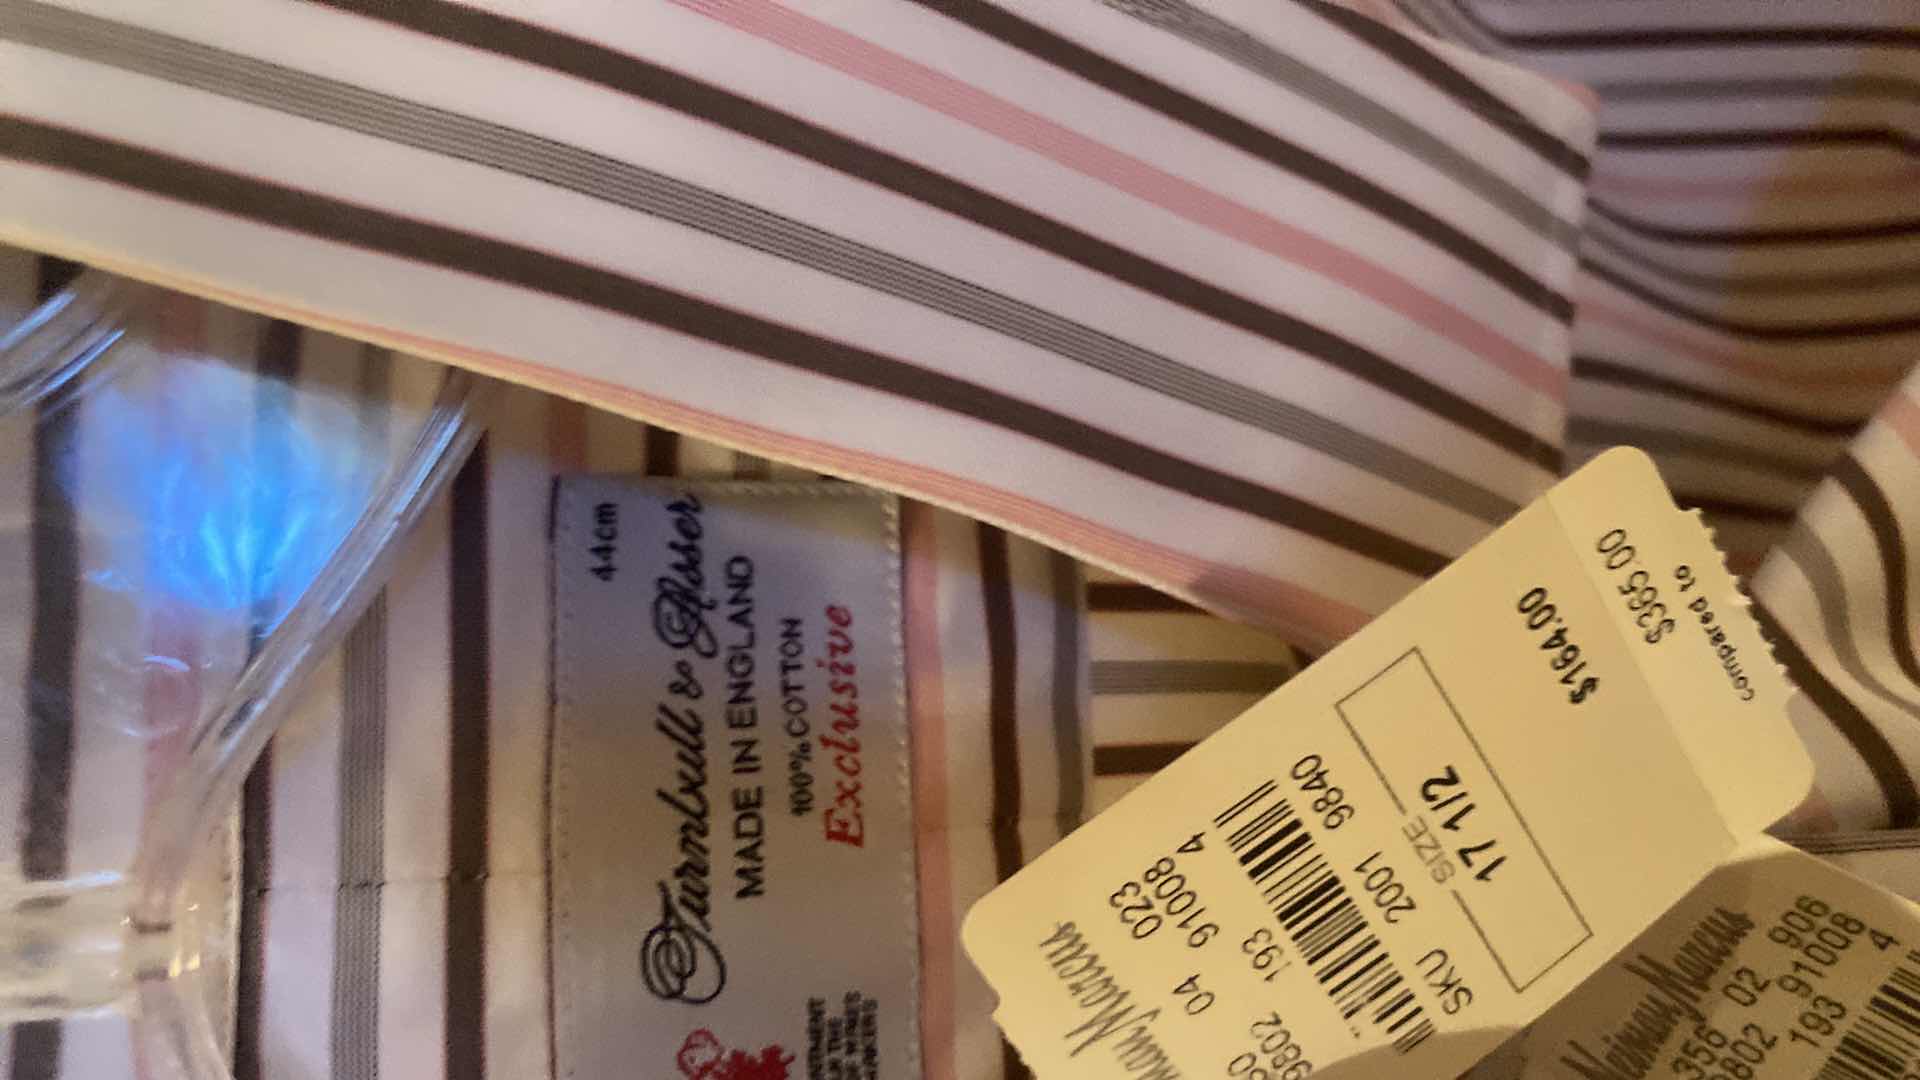 44cm
Turnbull & Asser
MADE IN ENGLAND
100% COTTON
Exclusive
Marcus
023
04 91008 4
9802 193
SKU 2001 9840
SIZE
17 1/2
$164.00
$365.00
compared to
Neiman Marcus
356 02 906
9802 91008
193 4